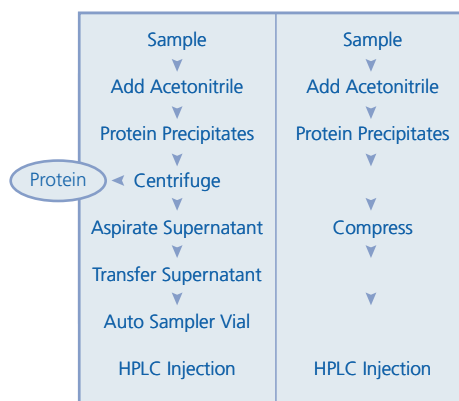 Sample
Add Acetonitrile
Protein Precipitates
Protein
Centrifuge
Aspirate Supernatant
Transfer Supernatant
Auto Sampler Vial
HPLC Injection
Sample
Add Acetonitrile
Protein Precipitates
Compress
HPLC Injection